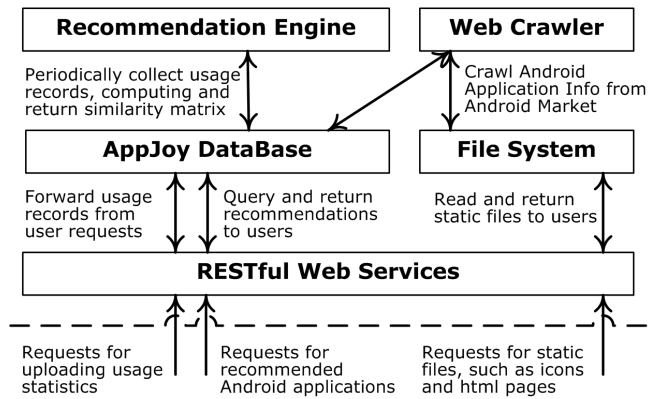 Recommendation Engine
Web Crawler
Periodically collect usage
records, computing and
return similarity matrix
Crawl Android
Application Info from
Android Market
AppJoy DataBase
File System
Forward usage
records from
user requests
Query and return
recommendations
to users
Read and return
static files to users
RESTful Web Services
Requests for
uploading usage
statistics
Requests for
recommended
Android applications
Requests for static
files, such as icons
and html pages